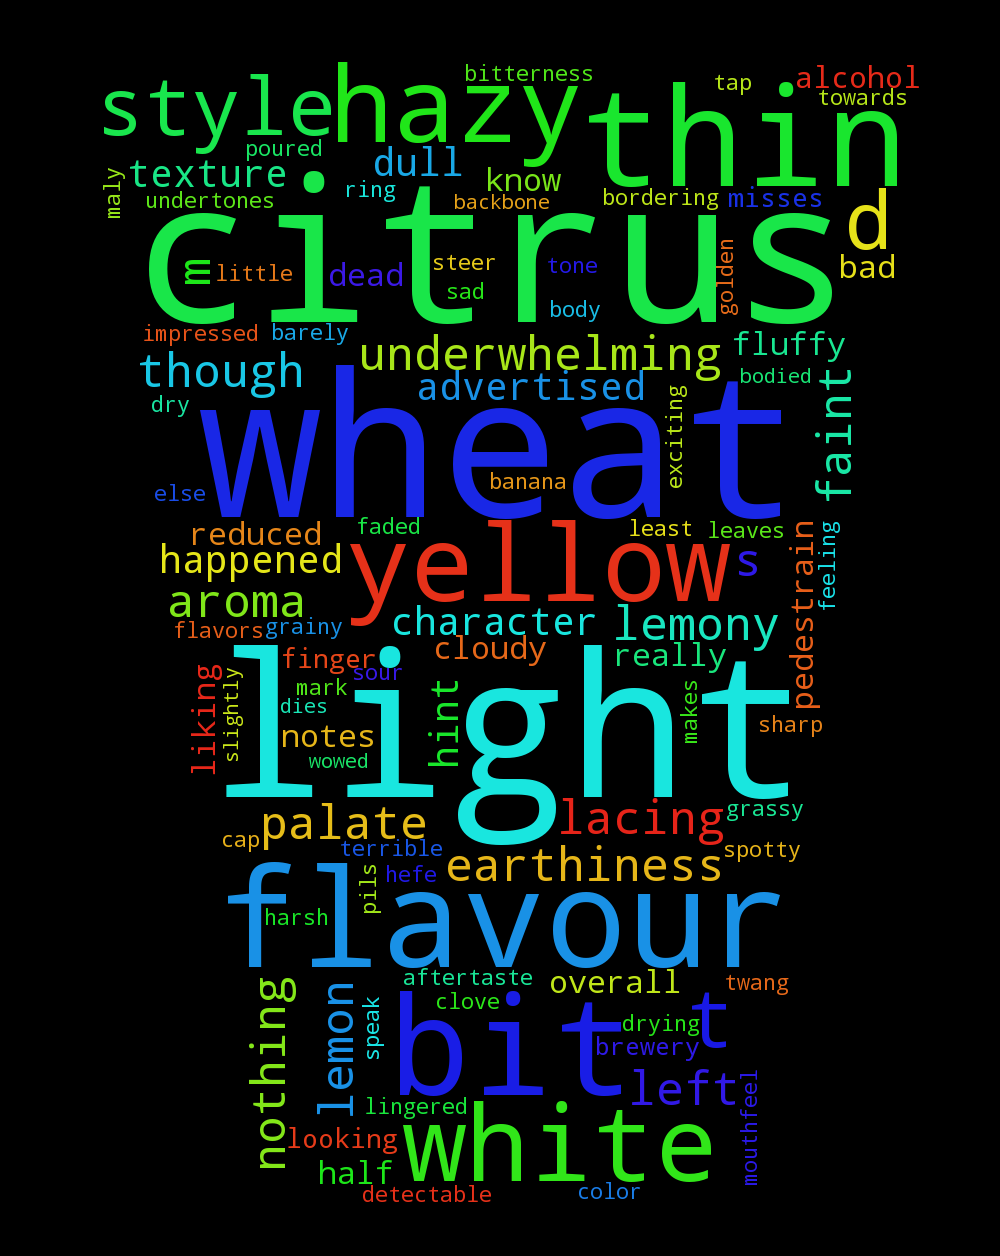 bitterness
tap
alcohol
style
hazy
thin
towards
poured
dull
texture
know
ring
maly
undertones
backbone
bordering
misses
citrus
d
m
little
dead
steer
tone
golden
bad
sad
body
impressed
barely
underwhelming
fluffy
though
advertised
bodied
faint
dry
wheat
exciting
banana
else
reduced
faded
least
leaves
happened
yellow
s
pedestrain
feeling
aroma
character
lemony
flavors
grainy
cloudy
really
finger
sour
liking
slightly
mark
dies
hint
makes
sharp
notes
wowed
light
palate
lacing
grassy
cap
terrible
earthiness
spotty
hefe
pils
flavour
harsh
aftertaste
overall
twang
nothing
lemon
speak
clove
bit
t
drying
brewery
left
mouthfeel
lingered
looking
white
half
detectable
color